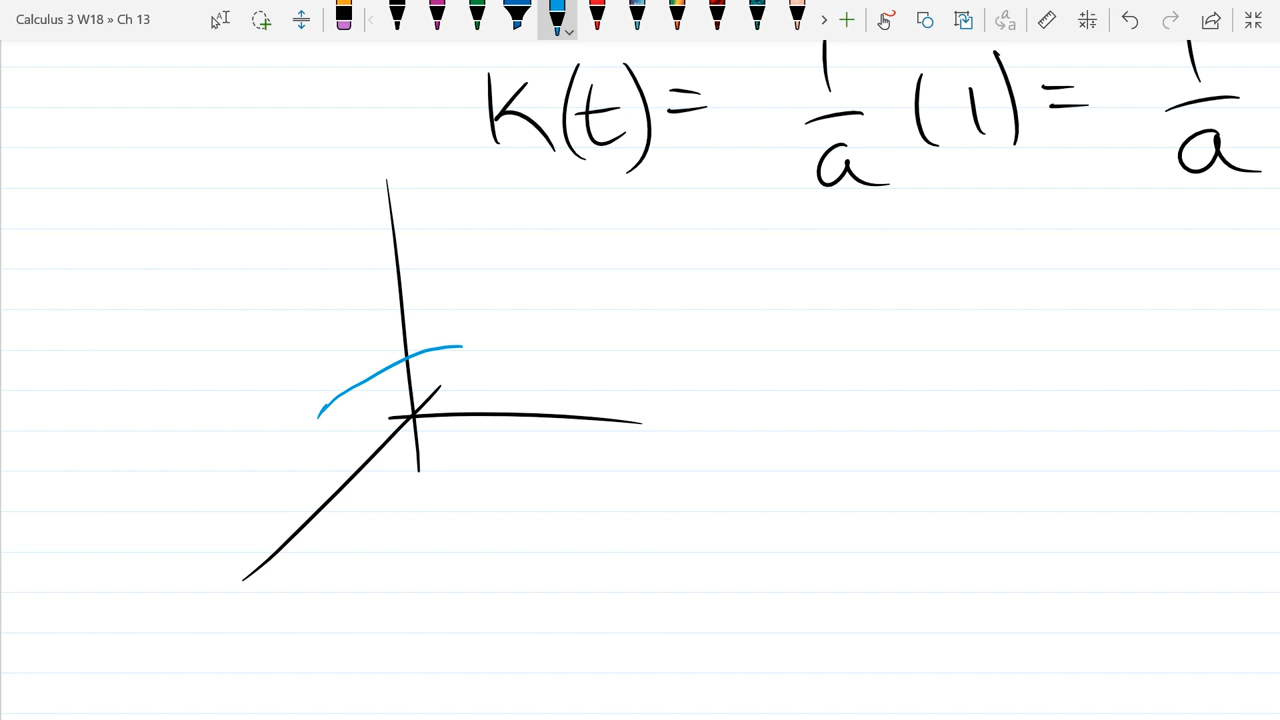 Calculus 3 W18 » Ch 13
K(t) = 1/a (1) = 1/a